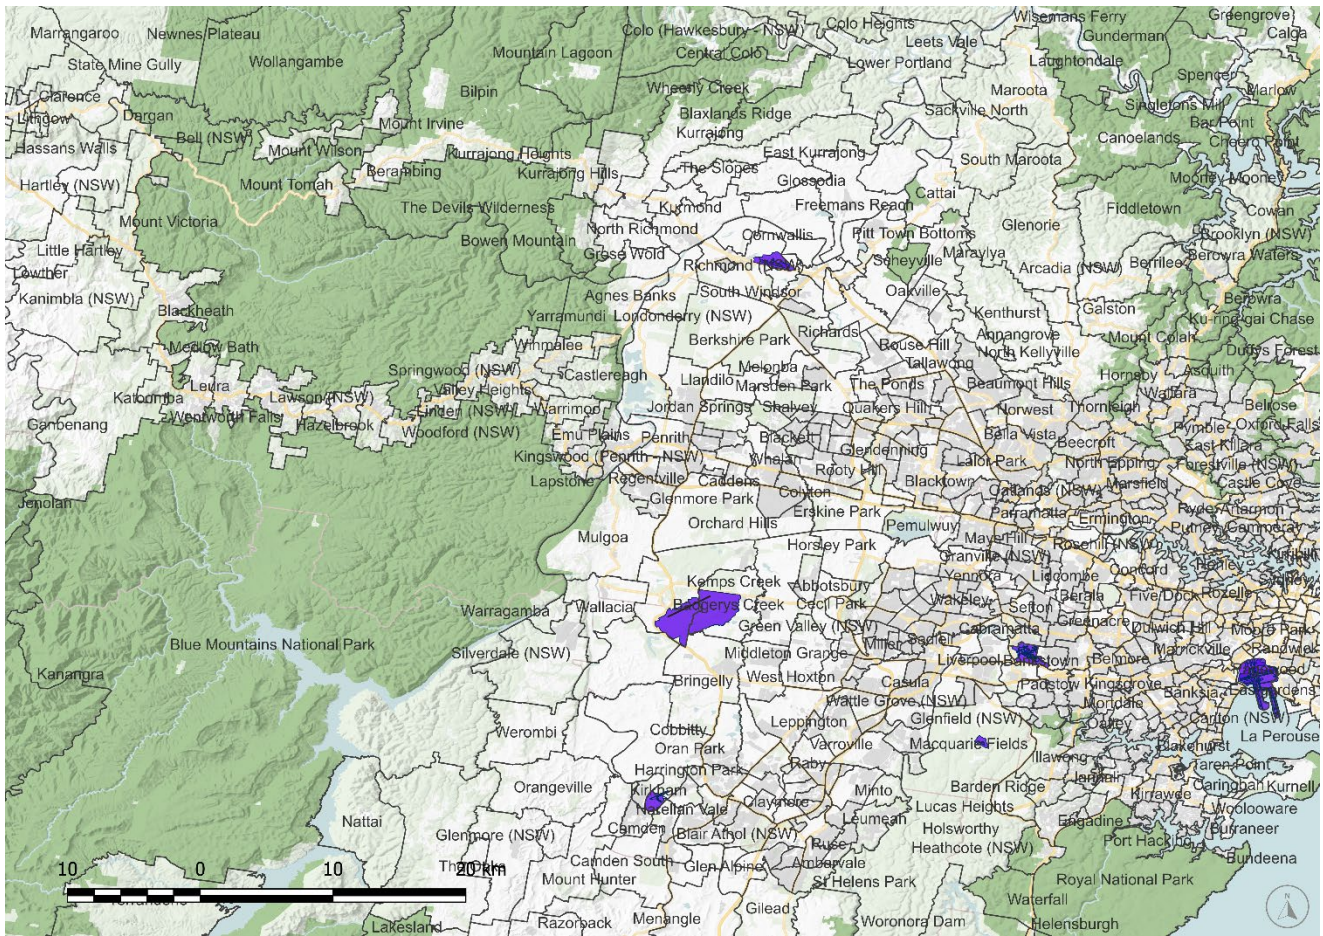 Marrangaroo
Newnes Plateau
Colo (Hawkesbury - NSW)
Colo Heights
Wisemans Ferry
Greengrove
Gunderman
Calga
Central Colo
Leets Vale
State Mine Gully
Wollangambe
Mountain Lagoon
Lower Portland
Laughtondale
Spencer
Bilpin
Wheeny Creek
Maroota
Marlow
Clarence
Lithgow
Dargan
Blaxlands Ridge
Sackville North
Singletons Mill
Bar Point
Mount Irvine
Kurrajong
Canoelands
Cheero Point
Hassans Walls
Bell (NSW)
Mount Wilson
Kurrajong Heights
East Kurrajong
South Maroota
Berambing
Kurrajong Hills
The Slopes
Glossodia
Mooney Mooney
Hartley (NSW)
Mount Tomah
Cattai
The Devils Wilderness
Kurmond
Freemans Reach
Fiddletown
Cowan
Mount Victoria
North Richmond
Cornwallis
Pitt Town Bottoms
Glenorie
Brooklyn (NSW)
Little Hartley
Bowen Mountain
Grose Wold
Richmond (NSW)
Scheyville
Maraylya
Berowra Waters
Lowther
Arcadia (NSW)
Berrilee
Kanimbla (NSW)
Agnes Banks
South Windsor
Oakville
Berowra
Blackheath
Yarramundi
Londonderry (NSW)
Kenthurst
Galston
Ku-ring-gai Chase
Richards
Annangrove
Medlow Bath
Winmalee
Berkshire Park
Rouse Hill
North Kellyville
Mount Colah
Duffys Forest
Springwood (NSW)
Castlereagh
Melonba
Tallawong
Hornsby
Asquith
Leura
Valley Heights
Llandilo
Marsden Park
The Ponds
Beaumont Hills
Waitara
Katoomba
Lawson (NSW)
Linden (NSW)
Warrimoo
Jordan Springs
Shalvey
Quakers Hill
Norwest
Thornleigh
Belrose
Wentworth Falls
Hazelbrook
Woodford (NSW)
Emu Plains
Penrith
Blackett
Glendenning
Bella Vista
Beecroft
Pymble
Oxford Falls
Ganbenang
East Killara
Kingswood (Penrith - NSW)
Whalan
Rooty Hill
Lalor Park
North Epping
Forestville (NSW)
Lapstone
Regentville
Caddens
Colyton
Blacktown
Oatlands (NSW)
Marsfield
Castle Cove
Jenolan
Glenmore Park
Erskine Park
Parramatta
Ermington
Ryde
Artarmon
Orchard Hills
Pemulwuy
Mays Hill
Rosehill (NSW)
Putney
Cammeray
Mulgoa
Horsley Park
Granville (NSW)
Henley
Kirribilli
Kemps Creek
Abbotsbury
Yennora
Lidcombe
Concord
Sydney
Warragamba
Wallacia
Badgerys Creek
Cecil Park
Wakeley
Sefton
Berala
Five Dock
Rozelle
Blue Mountains National Park
Green Valley (NSW)
Cabramatta
Greenacre
Dulwich Hill
Moore Park
Silverdale (NSW)
Middleton Grange
Miller
Sadleir
Liverpool
Bankstown
Belmore
Marrickville
Randwick
Kanangra
Bringelly
West Hoxton
Casula
Padstow
Kingsgrove
Banksia
Eastgardens
Wattle Grove (NSW)
Mortdale
Werombi
Cobbitty
Leppington
Glenfield (NSW)
Oatley
Carlton (NSW)
Oran Park
Varroville
Macquarie Fields
Illawong
Blakehurst
La Perouse
Harrington Park
Raby
Taren Point
Orangeville
Kirkham
Minto
Barden Ridge
Jannali
Caringbah
Kurnell
Nattai
Narellan Vale
Claymore
Leumeah
Lucas Heights
Kirrawee
Woolooware
Glenmore (NSW)
Camden
Blair Athol (NSW)
Ruse
Holsworthy
Engadine
Burraneer
Heathcote (NSW)
Port Hacking
10 0 10 20 km
Camden South
Glen Alpine
Ambarvale
Bundeena
Mount Hunter
St Helens Park
Royal National Park
Waterfall
Lakesland
Razorback
Menangle
Gilead
Woronora Dam
Helensburgh
N